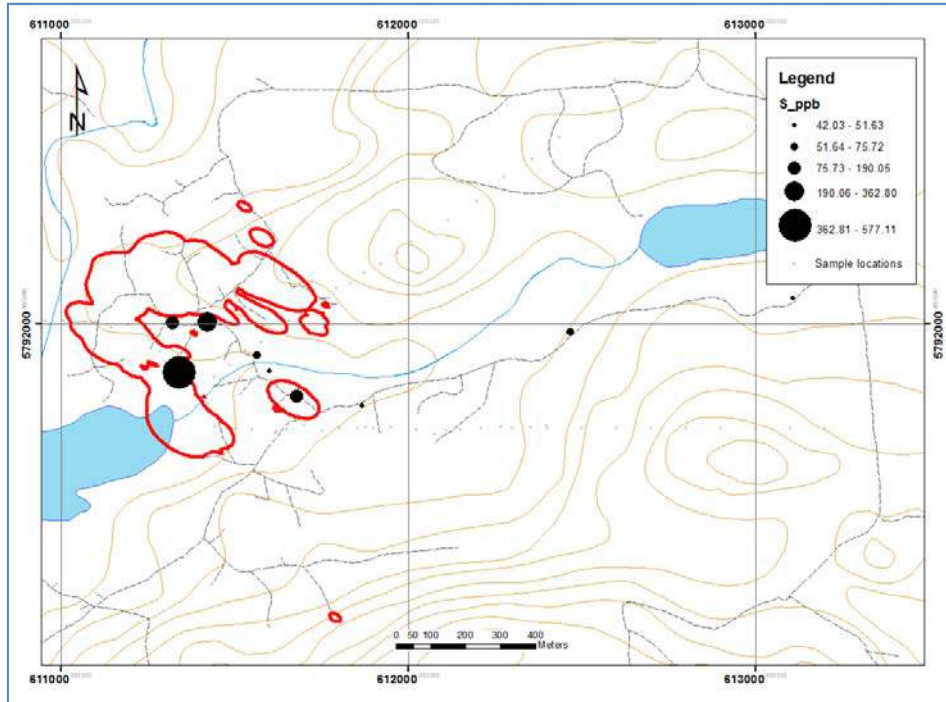 611000
612000
613000
N
Legend
S_ppb
42.03 - 51.63
51.64 - 75.72
75.73 - 190.05
190.06 - 362.80
362.81 - 577.11
Sample locations
5792000
5792000
0 50 100 200 300 400
Meters
611000
612000
613000